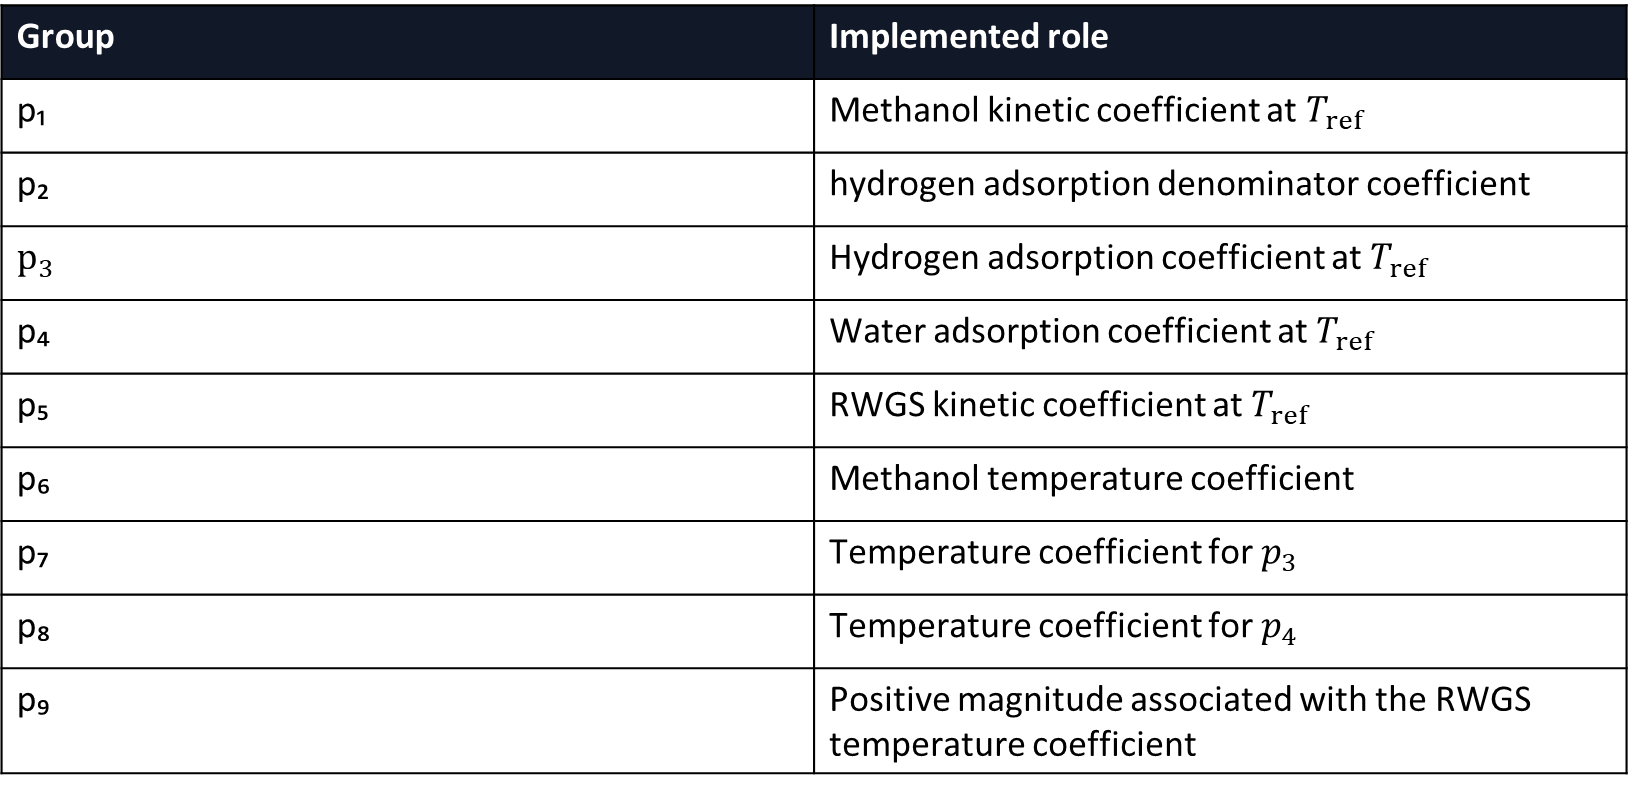 Group Implemented role
p₁ Methanol kinetic coefficient at T_ref
p₂ hydrogen adsorption denominator coefficient
p₃ Hydrogen adsorption coefficient at T_ref
p₄ Water adsorption coefficient at T_ref
p₅ RWGS kinetic coefficient at T_ref
p₆ Methanol temperature coefficient
p₇ Temperature coefficient for p₃
p₈ Temperature coefficient for p₄
p₉ Positive magnitude associated with the RWGS
temperature coefficient